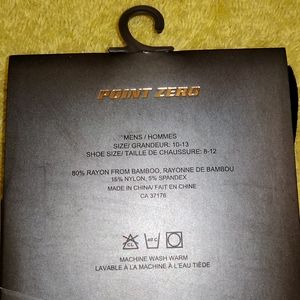 POINT ZERO
MENS / HOMMES
SIZE/ GRANDEUR: 10-13
SHOE SIZE/ TAILLE DE CHAUSSURE: 8-12
80% RAYON FROM BAMBOO, RAYONNE DE BAMBOU
15% NYLON, 5% SPANDEX
MADE IN CHINA/ FAIT EN CHINE
CA 37176
CL 40 C
MACHINE WASH WARM
LAVABLE À LA MACHINE À L'EAU TIÈDE